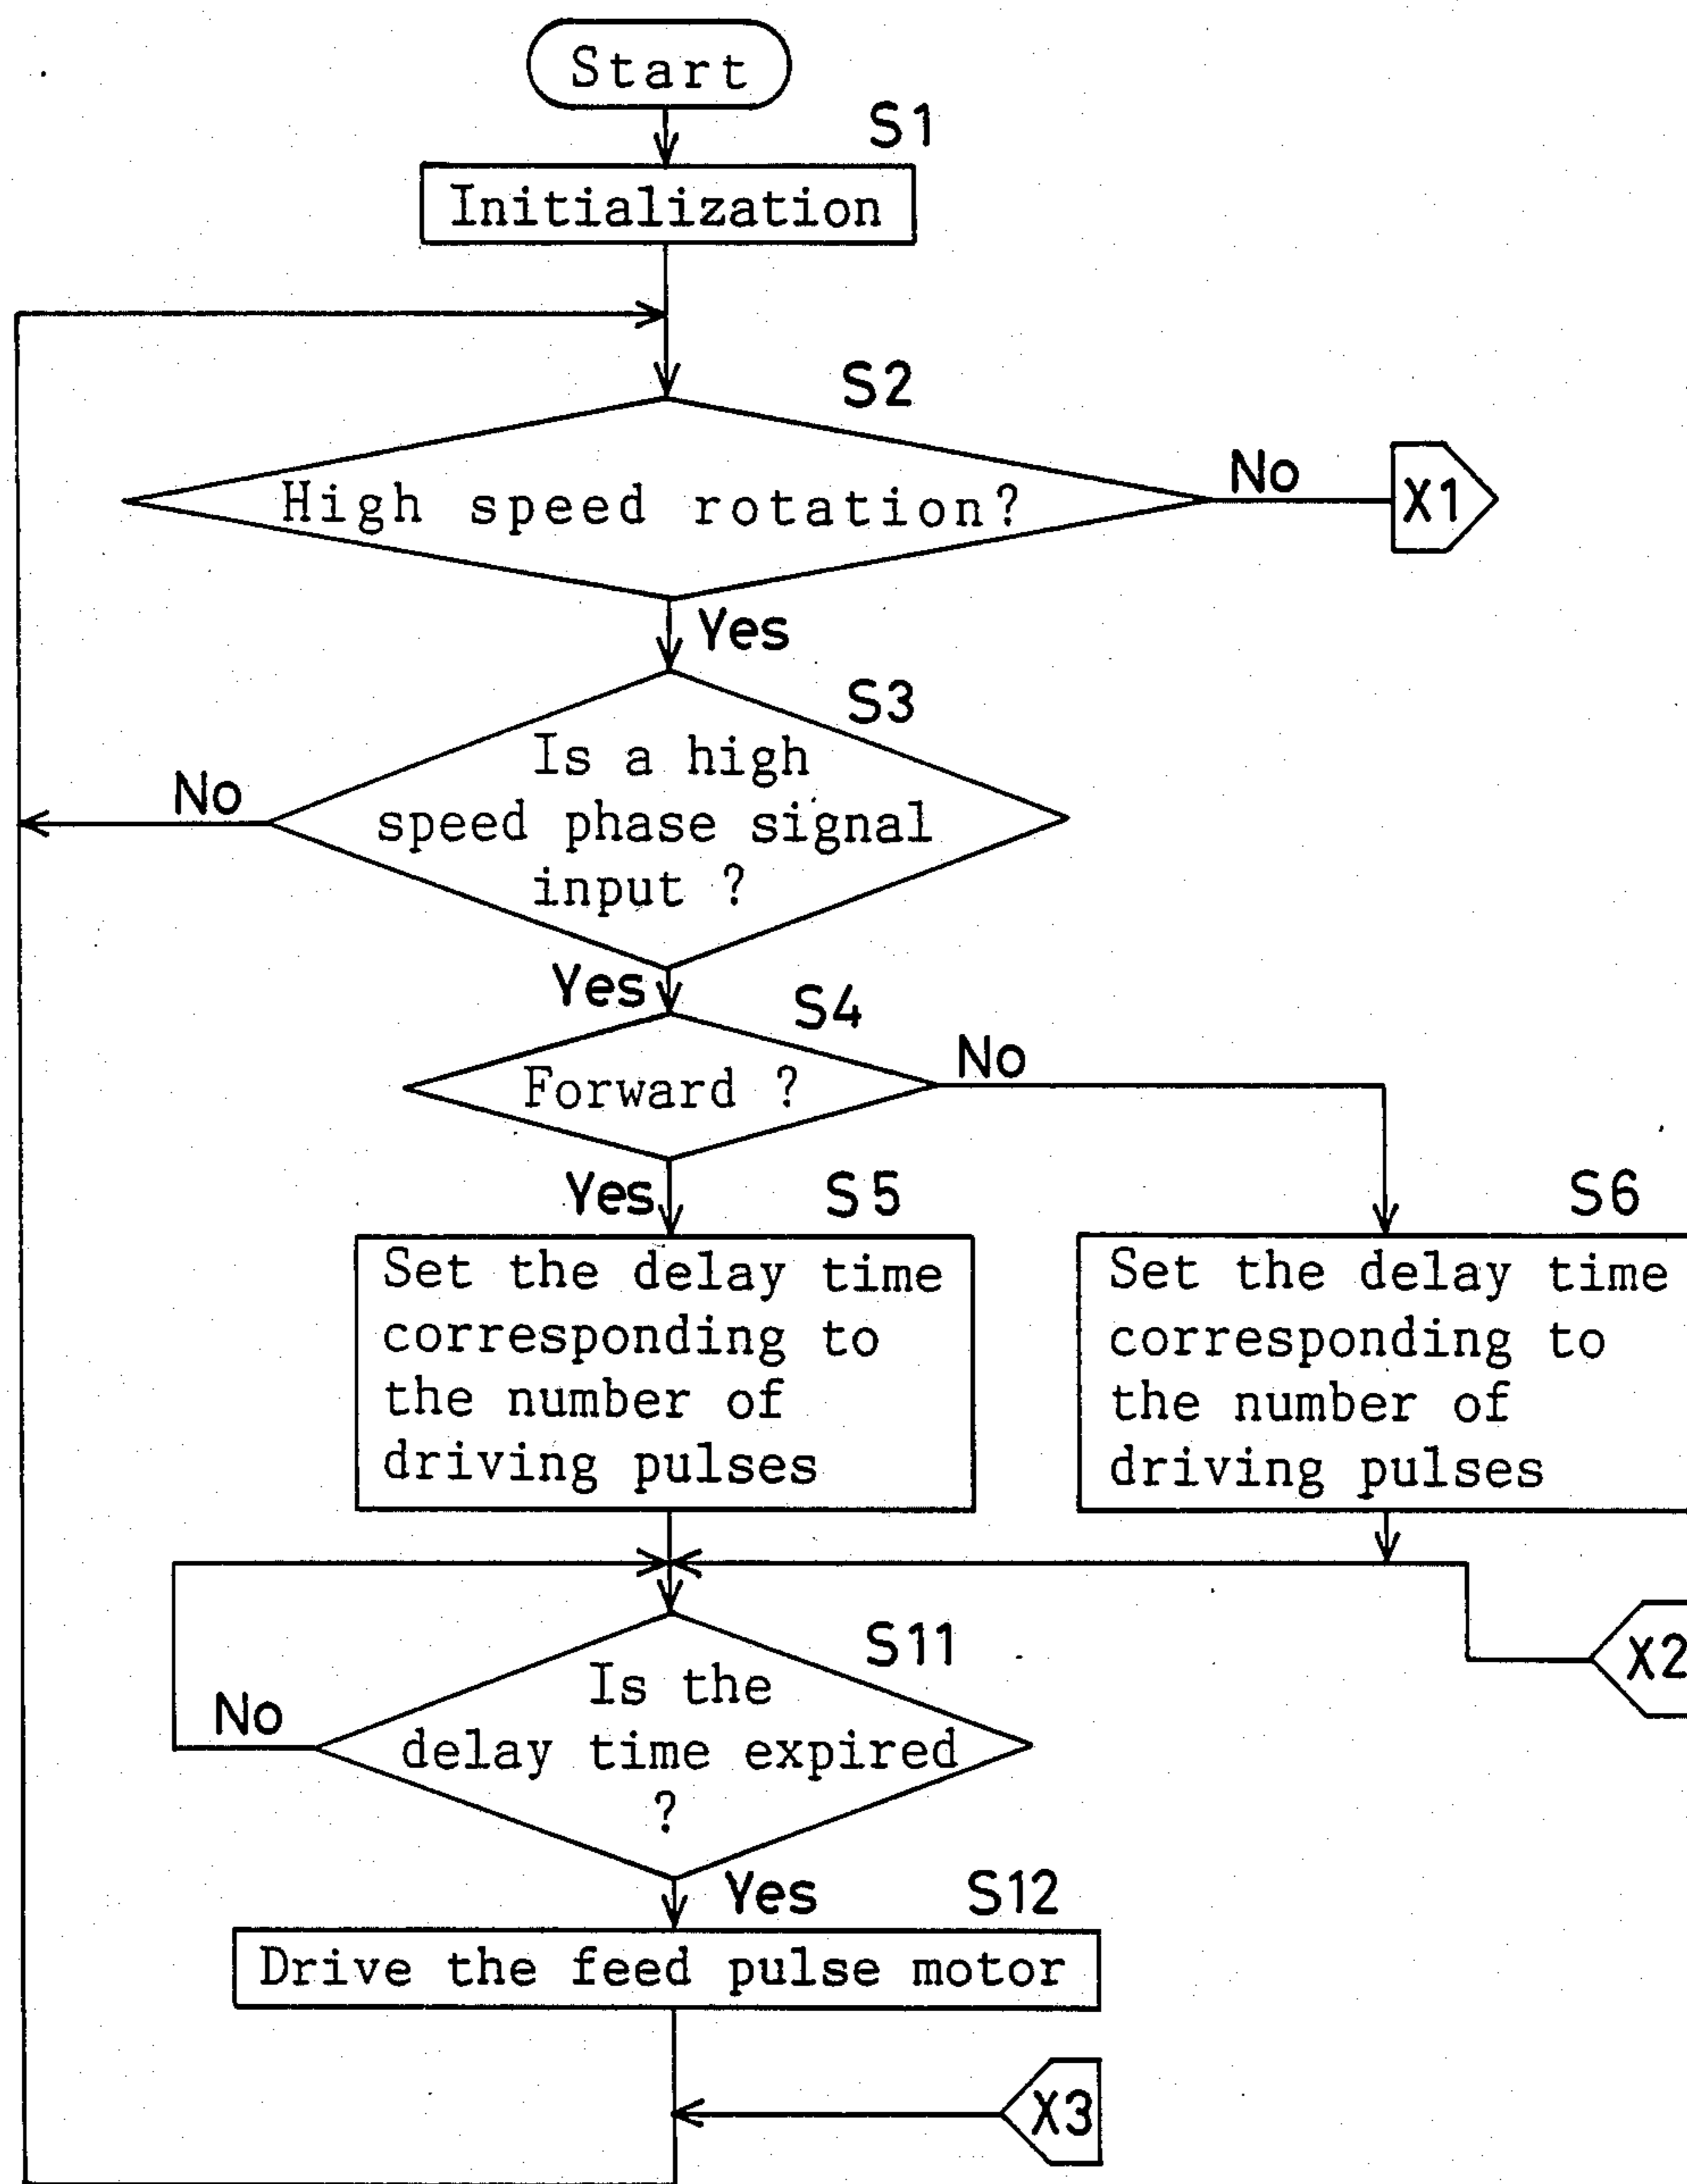 Start
S1
Initialization
S2
High speed rotation?
No
X1
Yes
S3
Is a high
speed phase signal
input ?
No
Yes
S4
Forward ?
No
Yes
S5
S6
Set the delay time
corresponding to
the number of
driving pulses
Set the delay time
corresponding to
the number of
driving pulses
X2
S11
Is the
delay time expired
?
No
Yes
S12
Drive the feed pulse motor
X3